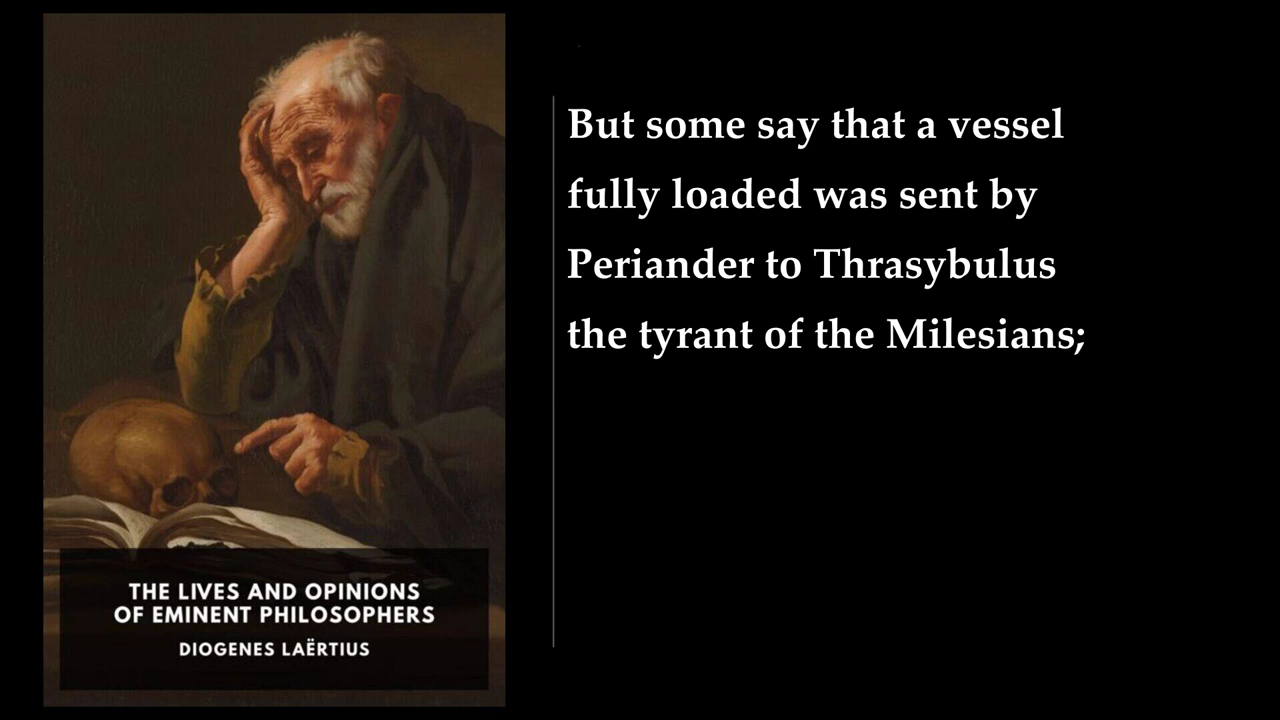 THE LIVES AND OPINIONS
OF EMINENT PHILOSOPHERS
DIOGENES LAËRTIUS
But some say that a vessel
fully loaded was sent by
Periander to Thrasybulus
the tyrant of the Milesians;